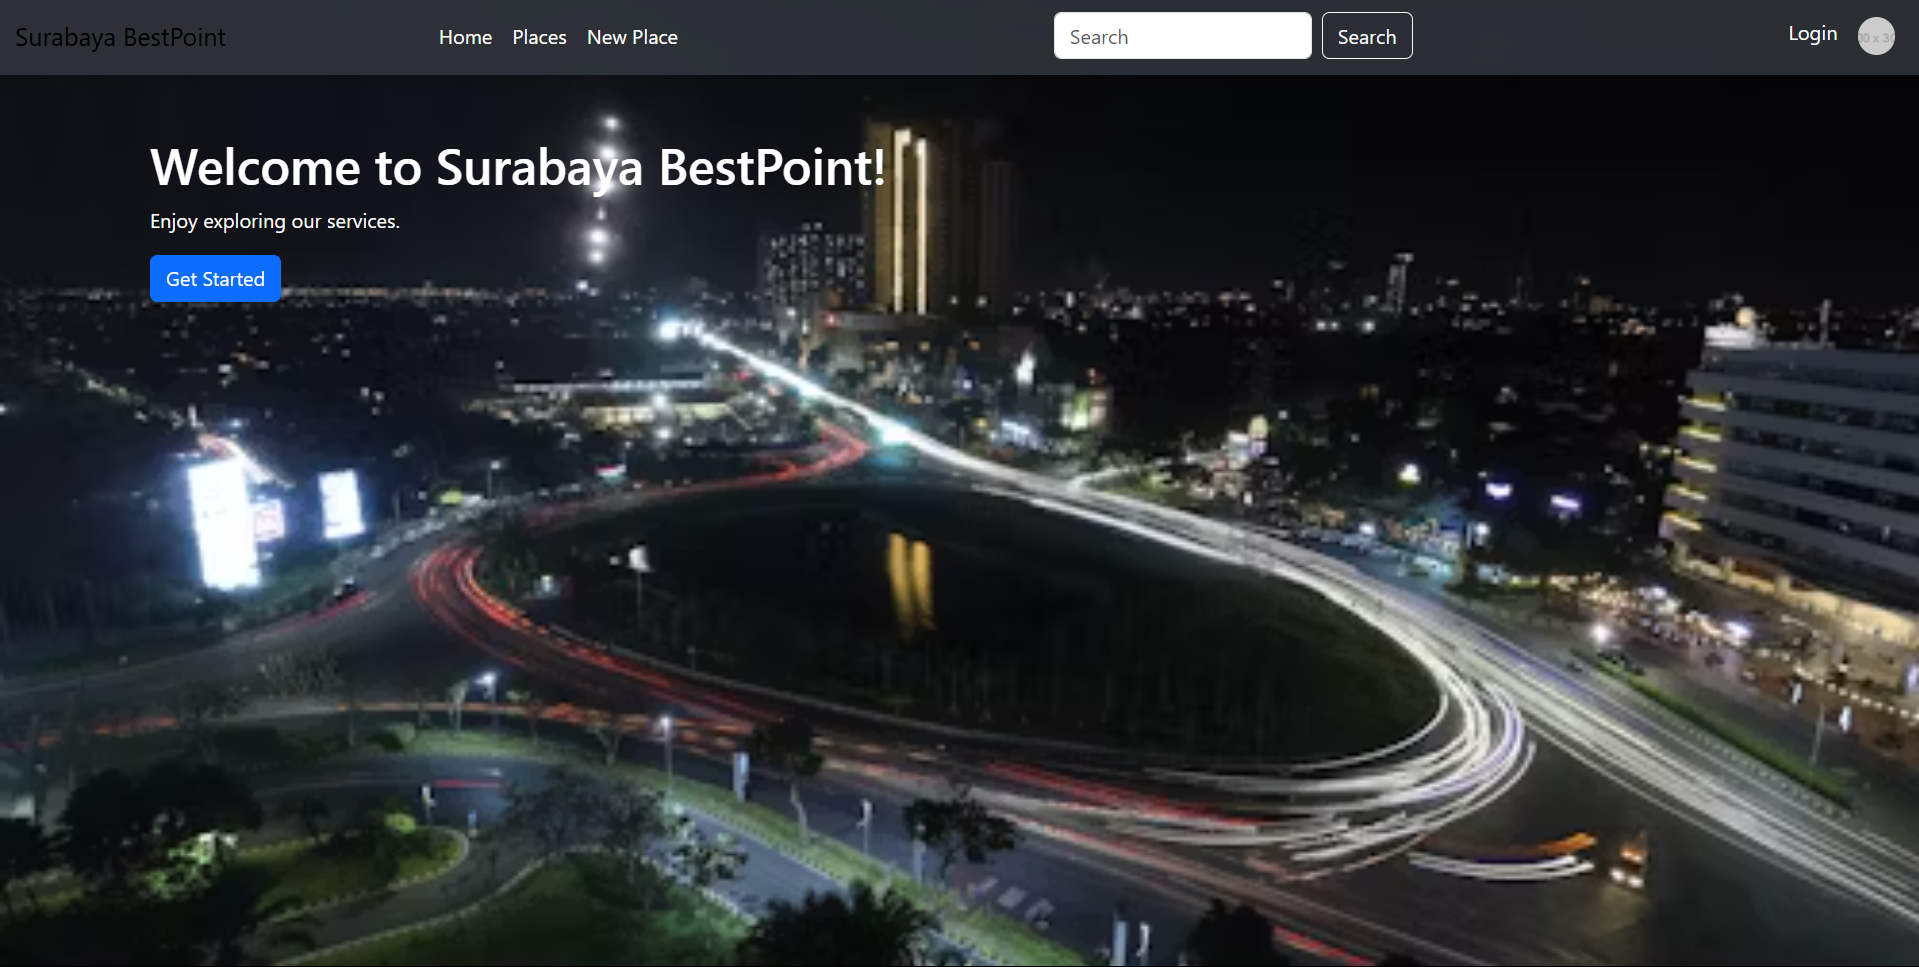 Surabaya BestPoint
Home Places New Place
Search
Search
Login
Welcome to Surabaya BestPoint!
Enjoy exploring our services.
Get Started